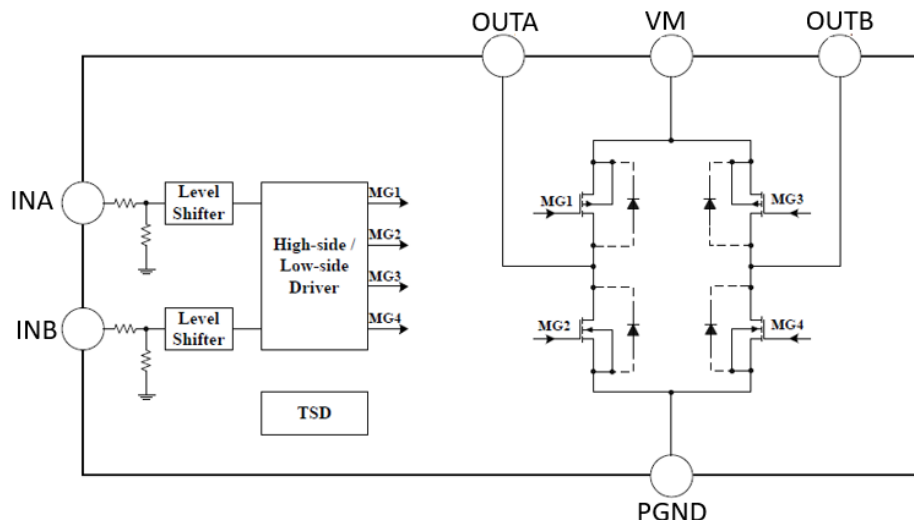 OUTA
VM
OUTB
INA
Level
Shifter
High-side /
Low-side
Driver
MG1
MG2
MG3
MG4
MG1
MG3
INB
Level
Shifter
MG2
MG4
TSD
PGND